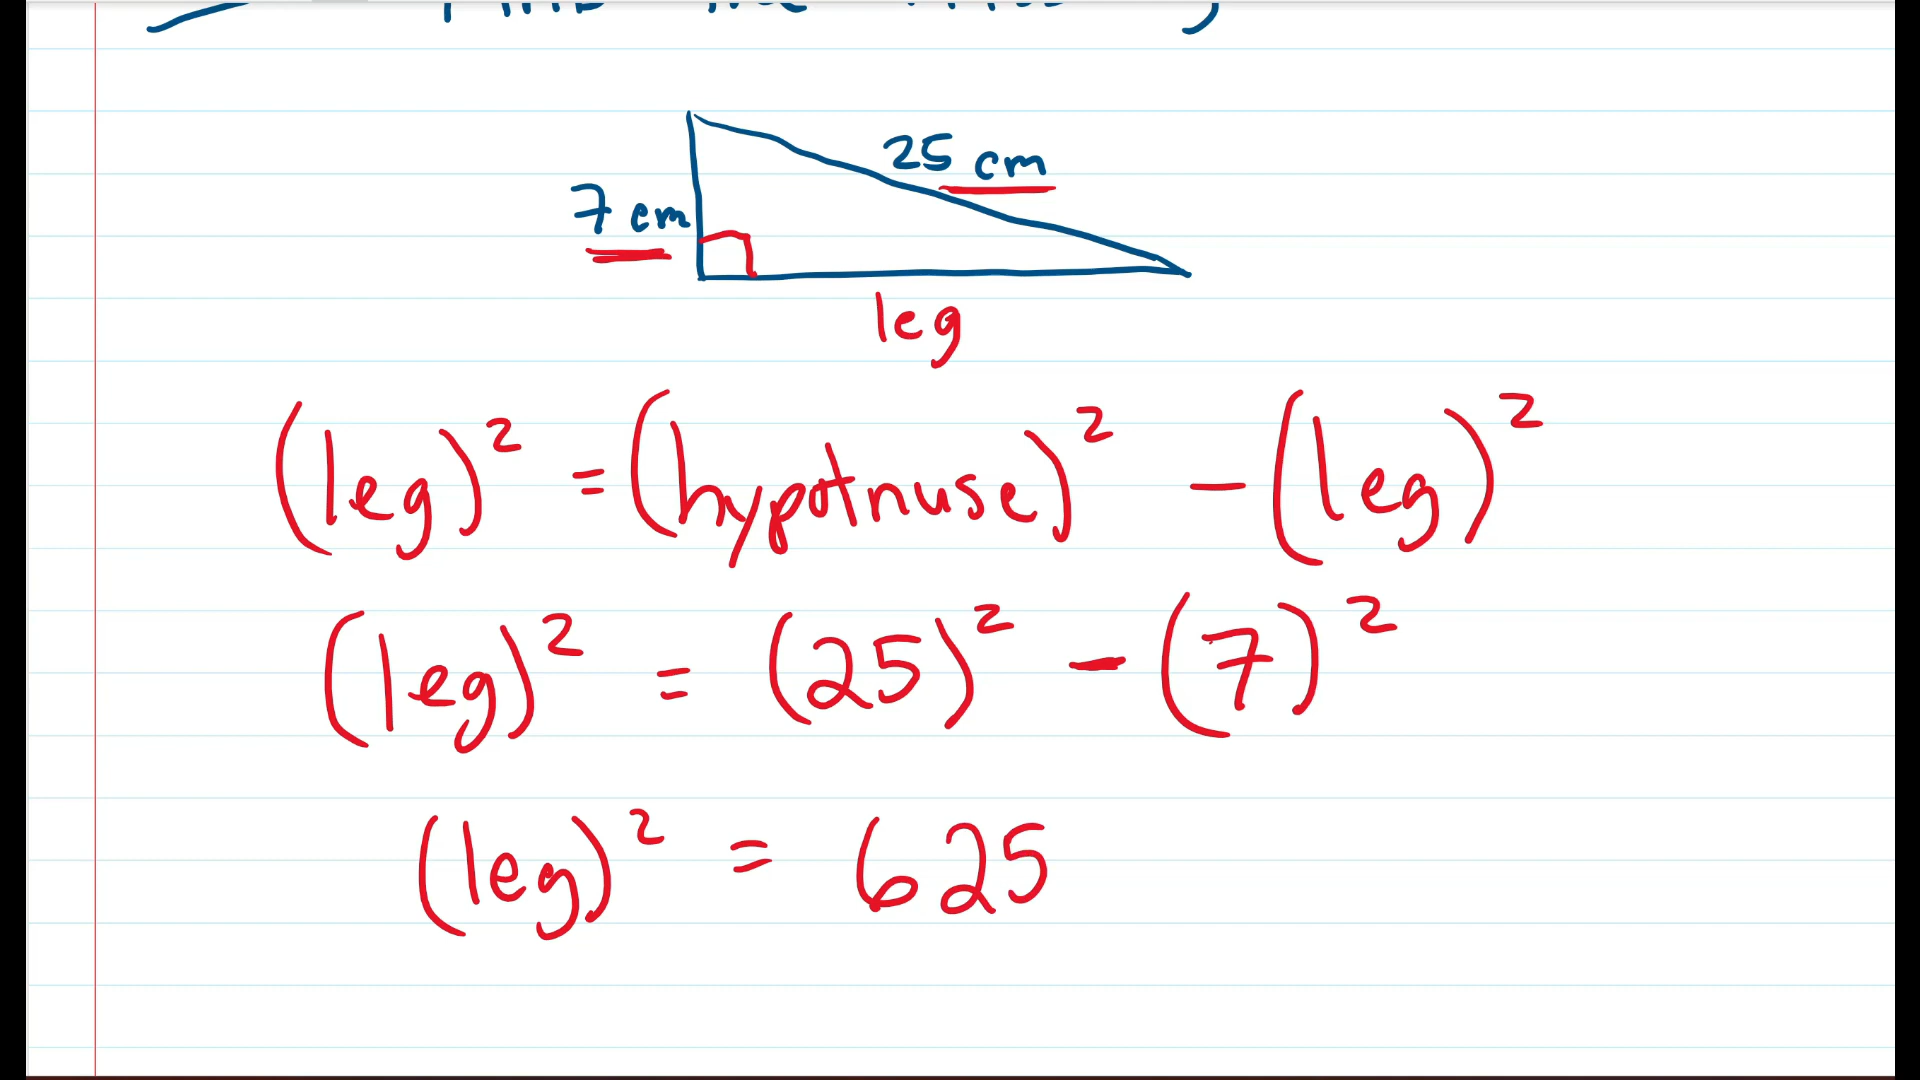 25 cm
7 cm
leg
(leg)² = (hypotnuse)² - (leg)²
(leg)² = (25)² - (7)²
(leg)² = 625